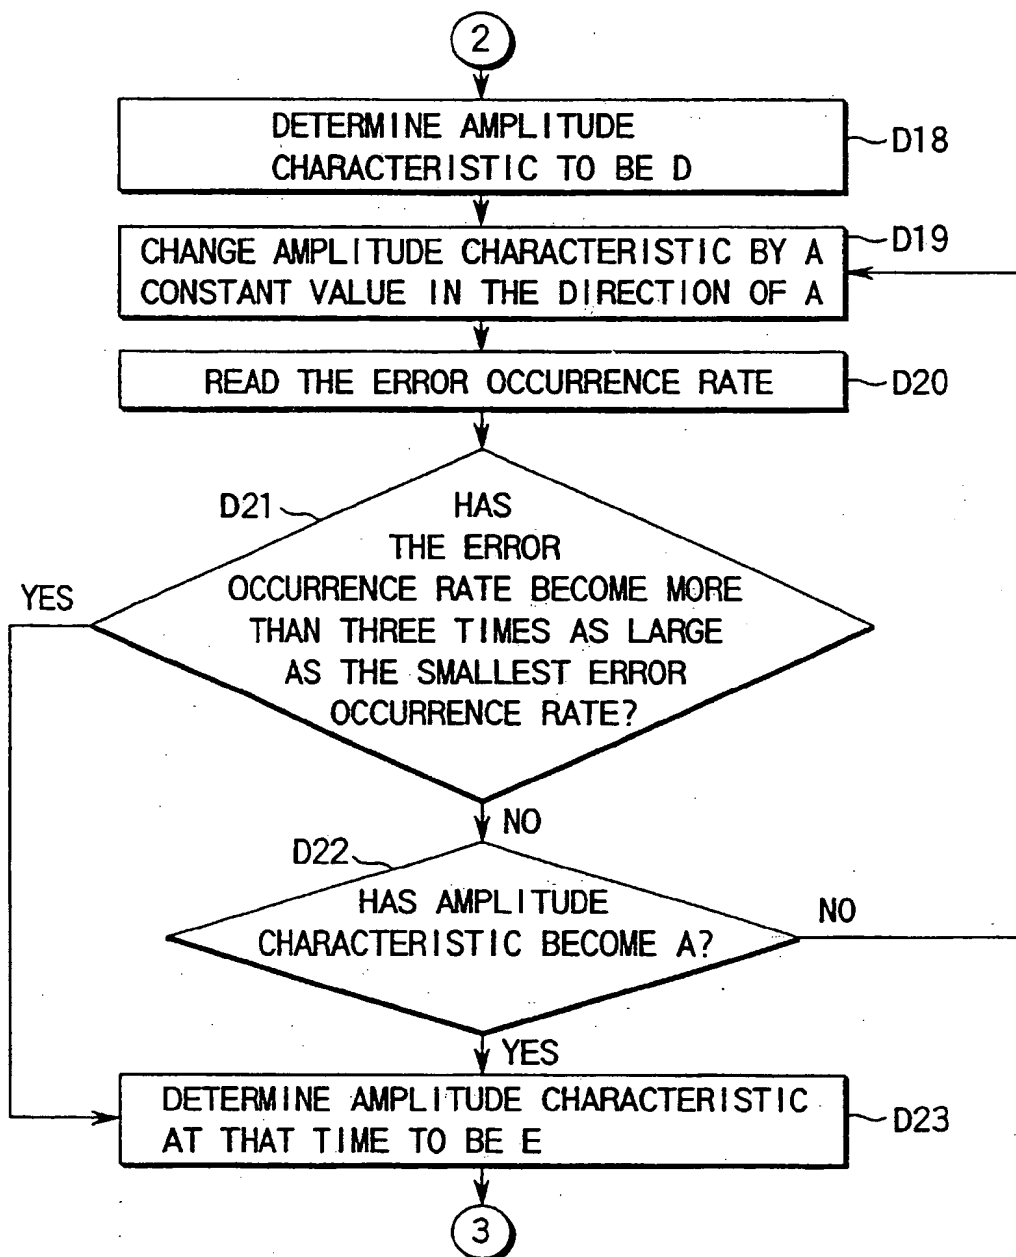 2
DETERMINE AMPLITUDE
CHARACTERISTIC TO BE D
D18
CHANGE AMPLITUDE CHARACTERISTIC BY A
CONSTANT VALUE IN THE DIRECTION OF A
D19
READ THE ERROR OCCURRENCE RATE
D20
D21
HAS
THE ERROR
OCCURRENCE RATE BECOME MORE
THAN THREE TIMES AS LARGE
AS THE SMALLEST ERROR
OCCURRENCE RATE?
YES
NO
D22
HAS AMPLITUDE
CHARACTERISTIC BECOME A?
NO
YES
DETERMINE AMPLITUDE CHARACTERISTIC
AT THAT TIME TO BE E
D23
3